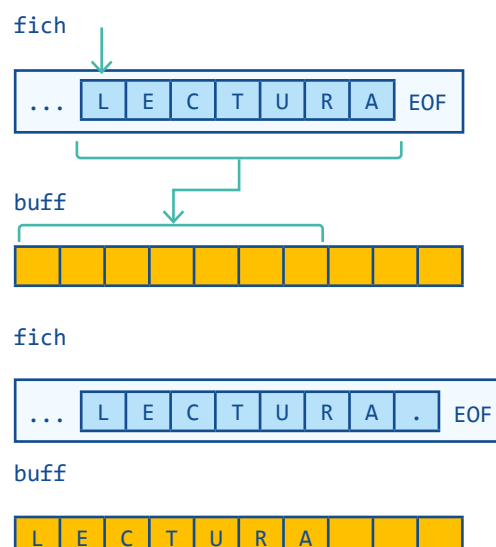 fich
... L E C T U R A EOF
buff
fich
... L E C T U R A . EOF
buff
L E C T U R A